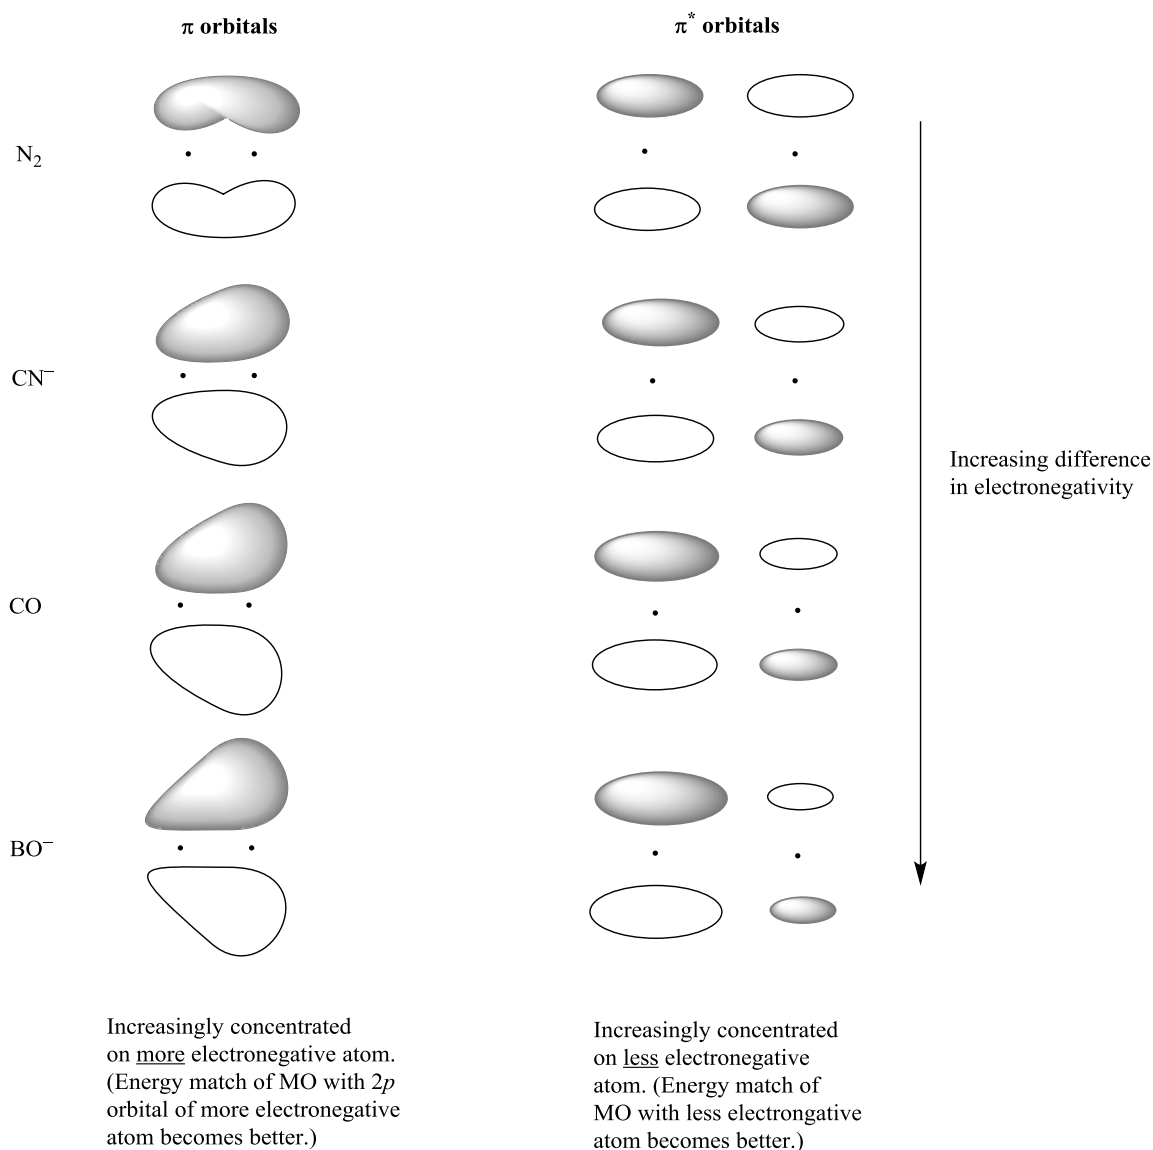 π orbitals
π* orbitals
N₂
CN⁻
CO
BO⁻
Increasing difference
in electronegativity
Increasingly concentrated
on more electronegative atom.
(Energy match of MO with 2p
orbital of more electronegative
atom becomes better.)
Increasingly concentrated
on less electronegative
atom. (Energy match of
MO with less electrongative
atom becomes better.)